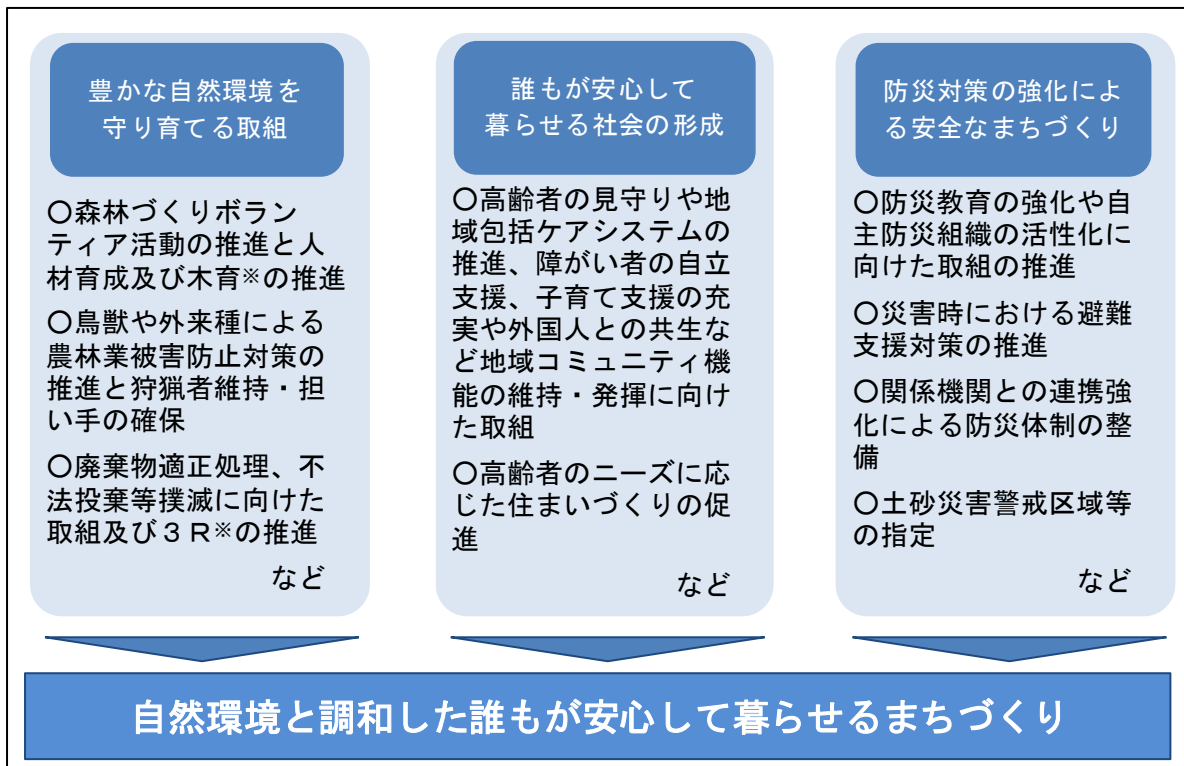 豊かな自然環境を
守り育てる取組
〇森林づくりボラン
ティア活動の推進と人
材育成及び木育※の推進
〇鳥獣や外来種による
農林業被害防止対策の
推進と狩猟者維持・担
い手の確保
〇廃棄物適正処理、不
法投棄等撲滅に向けた
取組及び３Ｒ※の推進
など
誰もが安心して
暮らせる社会の形成
〇高齢者の見守りや地
域包括ケアシステムの
推進、障がい者の自立
支援、子育て支援の充
実や外国人との共生な
ど地域コミュニティ機
能の維持・発揮に向け
た取組
〇高齢者のニーズに応
じた住まいづくりの促
進
など
防災対策の強化によ
る安全なまちづくり
〇防災教育の強化や自
主防災組織の活性化に
向けた取組の推進
〇災害時における避難
支援対策の推進
〇関係機関との連携強
化による防災体制の整
備
〇土砂災害警戒区域等
の指定
など
自然環境と調和した誰もが安心して暮らせるまちづくり